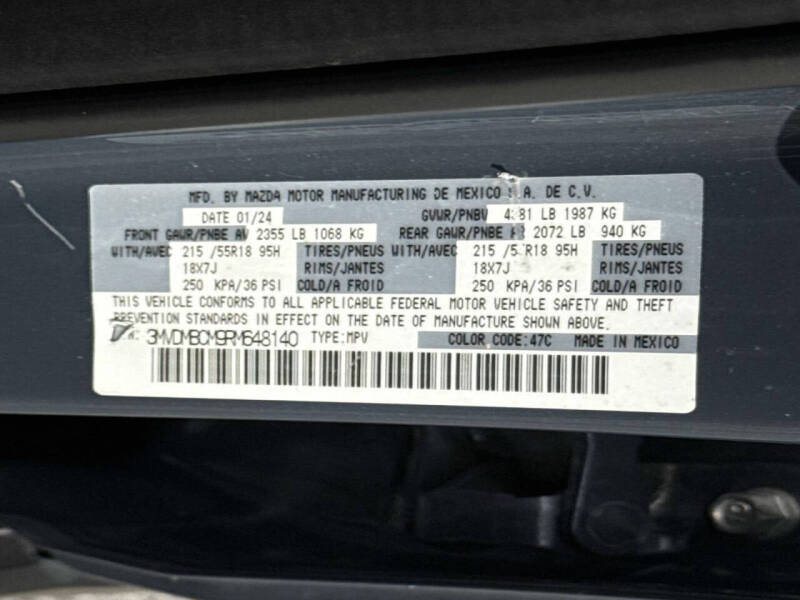 MFD. BY MAZDA MOTOR MANUFACTURING DE MEXICO S.A. DE C.V.
DATE 01/24 GVWR/PNBV 4381 LB 1987 KG
FRONT GAWR/PNBE AV 2355 LB 1068 KG REAR GAWR/PNBE 2072 LB 940 KG
WITH/AVEC 215 /55R18 95H TIRES/PNEUS WITH/AVEC 215 /55R18 95H TIRES/PNEUS
18X7J RIMS/JANTES 18X7J RIMS/JANTES
250 KPA/36 PSI COLD/A FROID 250 KPA/36 PSI COLD/A FROID
THIS VEHICLE CONFORMS TO ALL APPLICABLE FEDERAL MOTOR VEHICLE SAFETY AND THEFT
PREVENTION STANDARDS IN EFFECT ON THE DATE OF MANUFACTURE SHOWN ABOVE.
3MVDMBCM9RM648140 TYPE:MPV COLOR CODE:47C MADE IN MEXICO